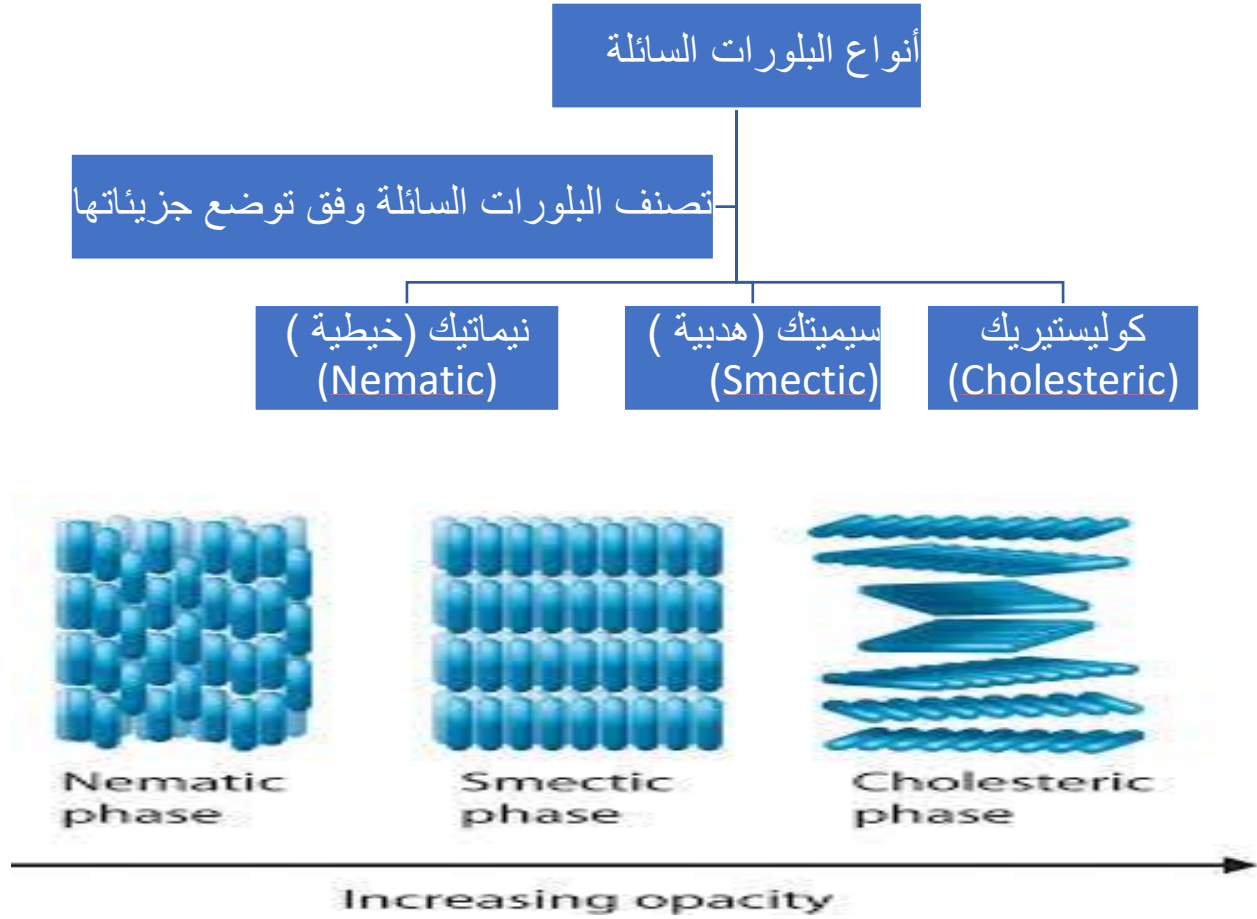 أنواع البلورات السائلة
تصنف البلورات السائلة وفق توضع جزيئاتها
نيماتيك (خيطية )
(Nematic)
سيميتك (هدبية )
(Smectic)
كوليستيريك
(Cholesteric)
Nematic
phase
Smectic
phase
Cholesteric
phase
Increasing opacity